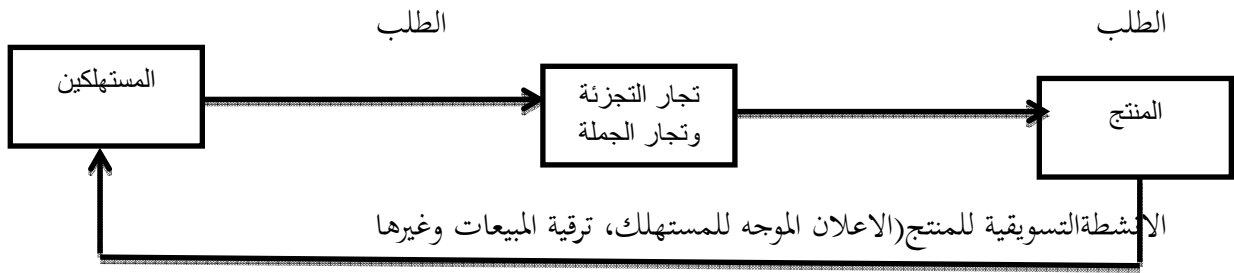 الطلب
الطلب
المنتج
تجار التجزئة
وتجار الجملة
المستهلكين
الانشطةالتسويقية للمنتج(الاعلان الموجه للمستهلك، ترقية المبيعات وغيرها